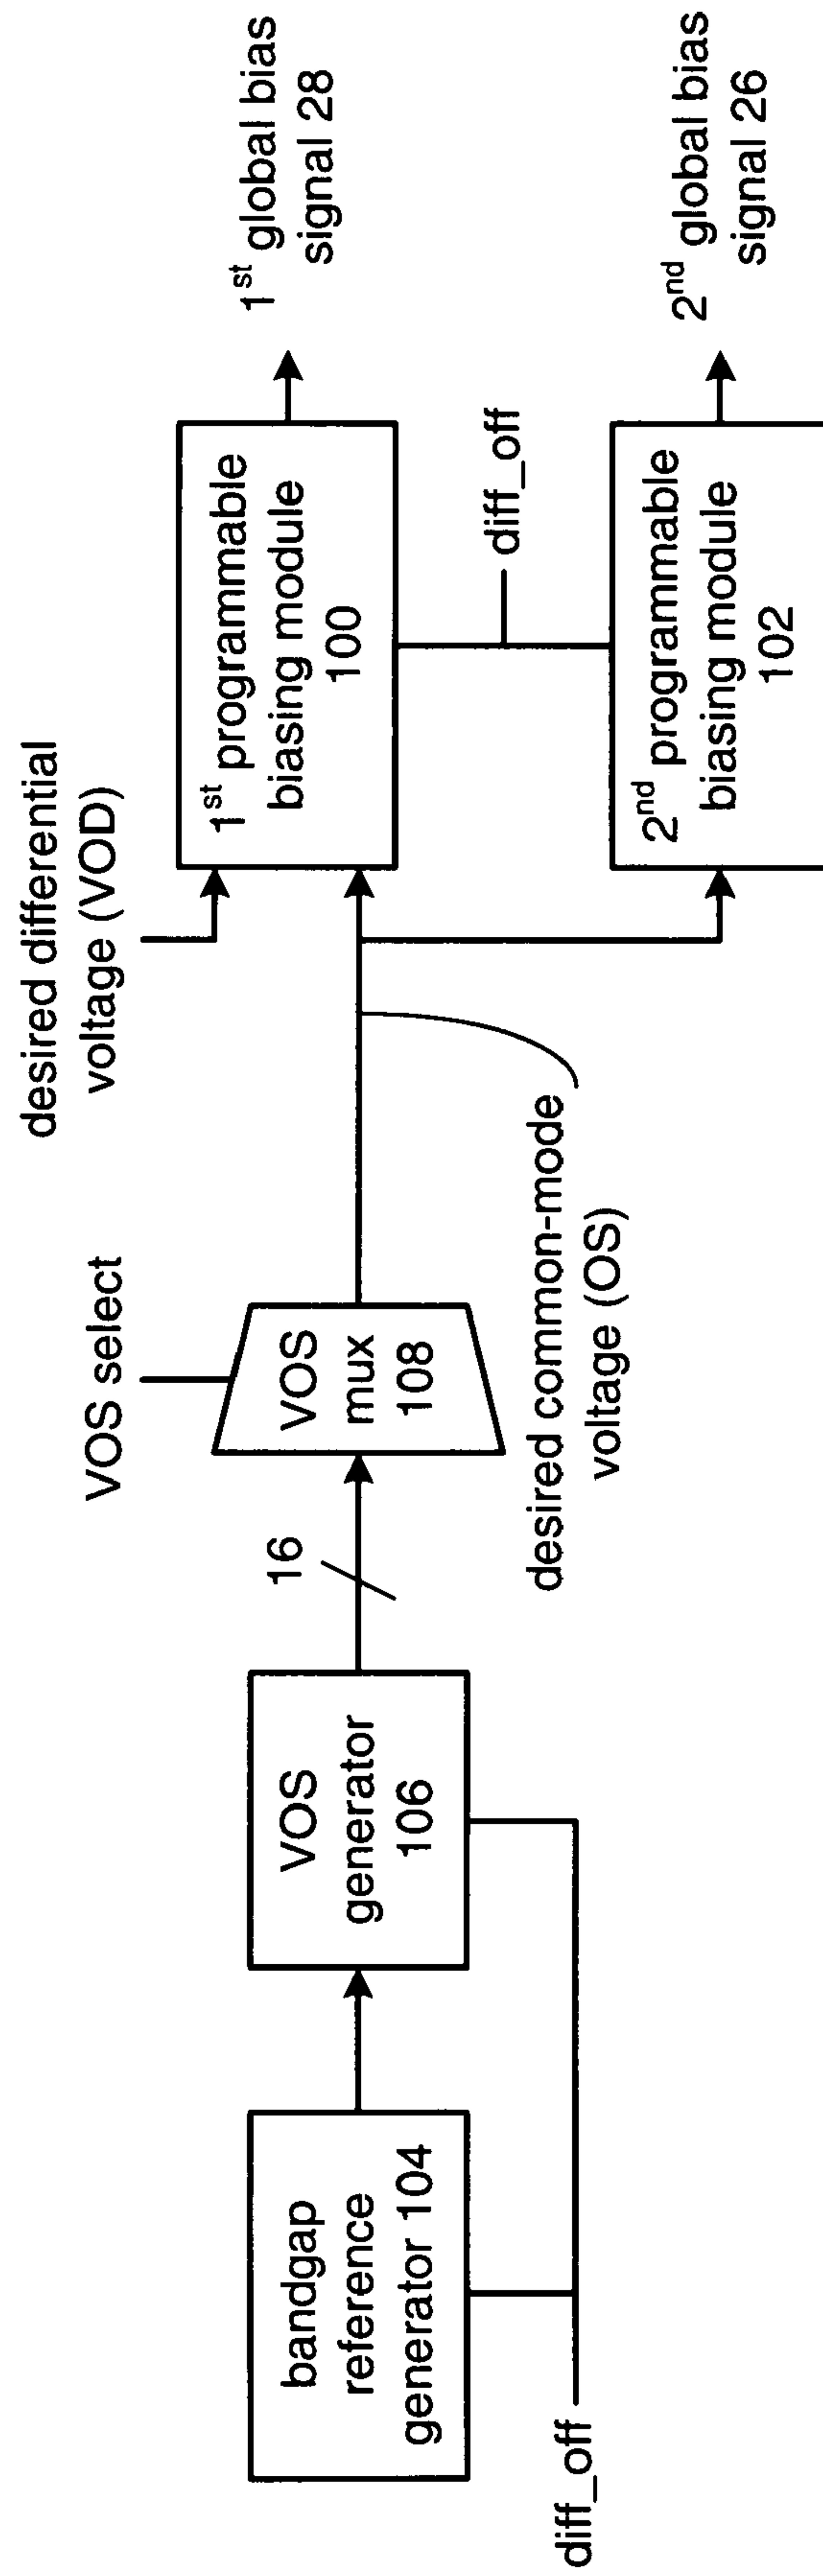 desired differential
voltage (VOD)
VOS select
1st global bias
signal 28
1st programmable
biasing module
100
16
VOS
mux
108
VOS
generator
106
bandgap
reference
generator 104
diff_off
diff_off
desired common-mode
voltage (OS)
2nd programmable
biasing module
102
2nd global bias
signal 26